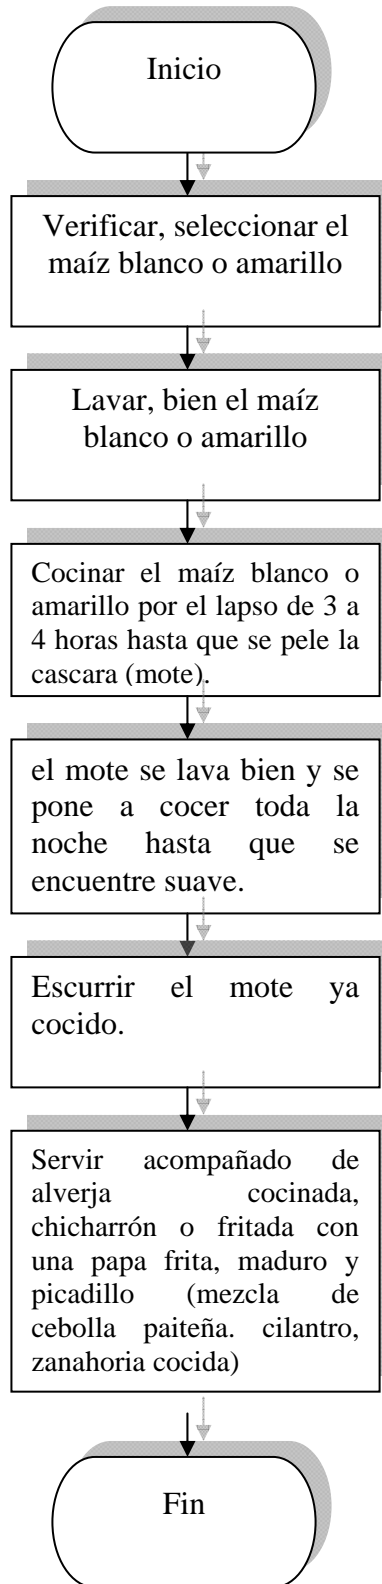 Inicio
Verificar, seleccionar el
maíz blanco o amarillo
Lavar, bien el maíz
blanco o amarillo
Cocinar el maíz blanco o
amarillo por el lapso de 3 a
4 horas hasta que se pele la
cascara (mote).
el mote se lava bien y se
pone a cocer toda la
noche hasta que se
encuentre suave.
Escurrir el mote ya
cocido.
Servir acompañado de
alverja cocinada,
chicharrón o fritada con
una papa frita, maduro y
picadillo (mezcla de
cebolla paiteña. cilantro,
zanahoria cocida)
Fin